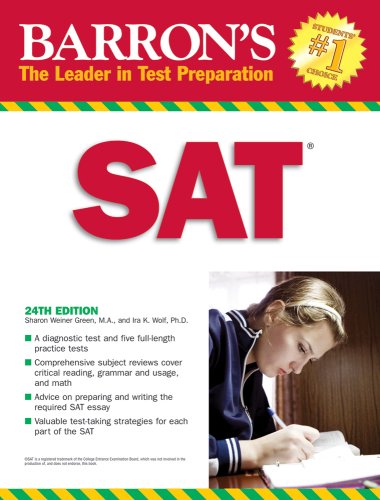 BARRON'S
The Leader in Test Preparation
STUDENTS'
#1
CHOICE
SAT®
24TH EDITION
Sharon Weiner Green, M.A., and Ira K. Wolf, Ph.D.
■ A diagnostic test and five full-length
practice tests
■ Comprehensive subject reviews cover
critical reading, grammar and usage,
and math
■ Advice on preparing and writing the
required SAT essay
■ Valuable test-taking strategies for each
part of the SAT
®SAT is a registered trademark of the College Entrance Examination Board, which was not involved in the
production of, and does not endorse, this book.